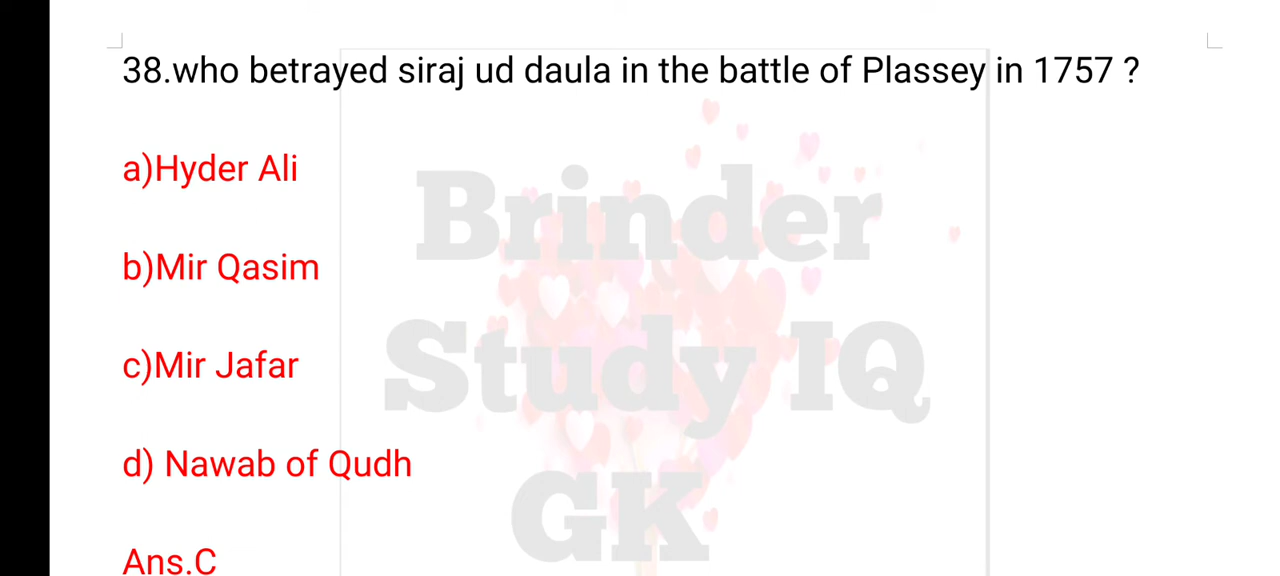 38.who betrayed siraj ud daula in the battle of Plassey in 1757 ?
a)Hyder Ali
b)Mir Qasim
c)Mir Jafar
d) Nawab of Qudh
Ans.C
Brinder
Study IQ
GK